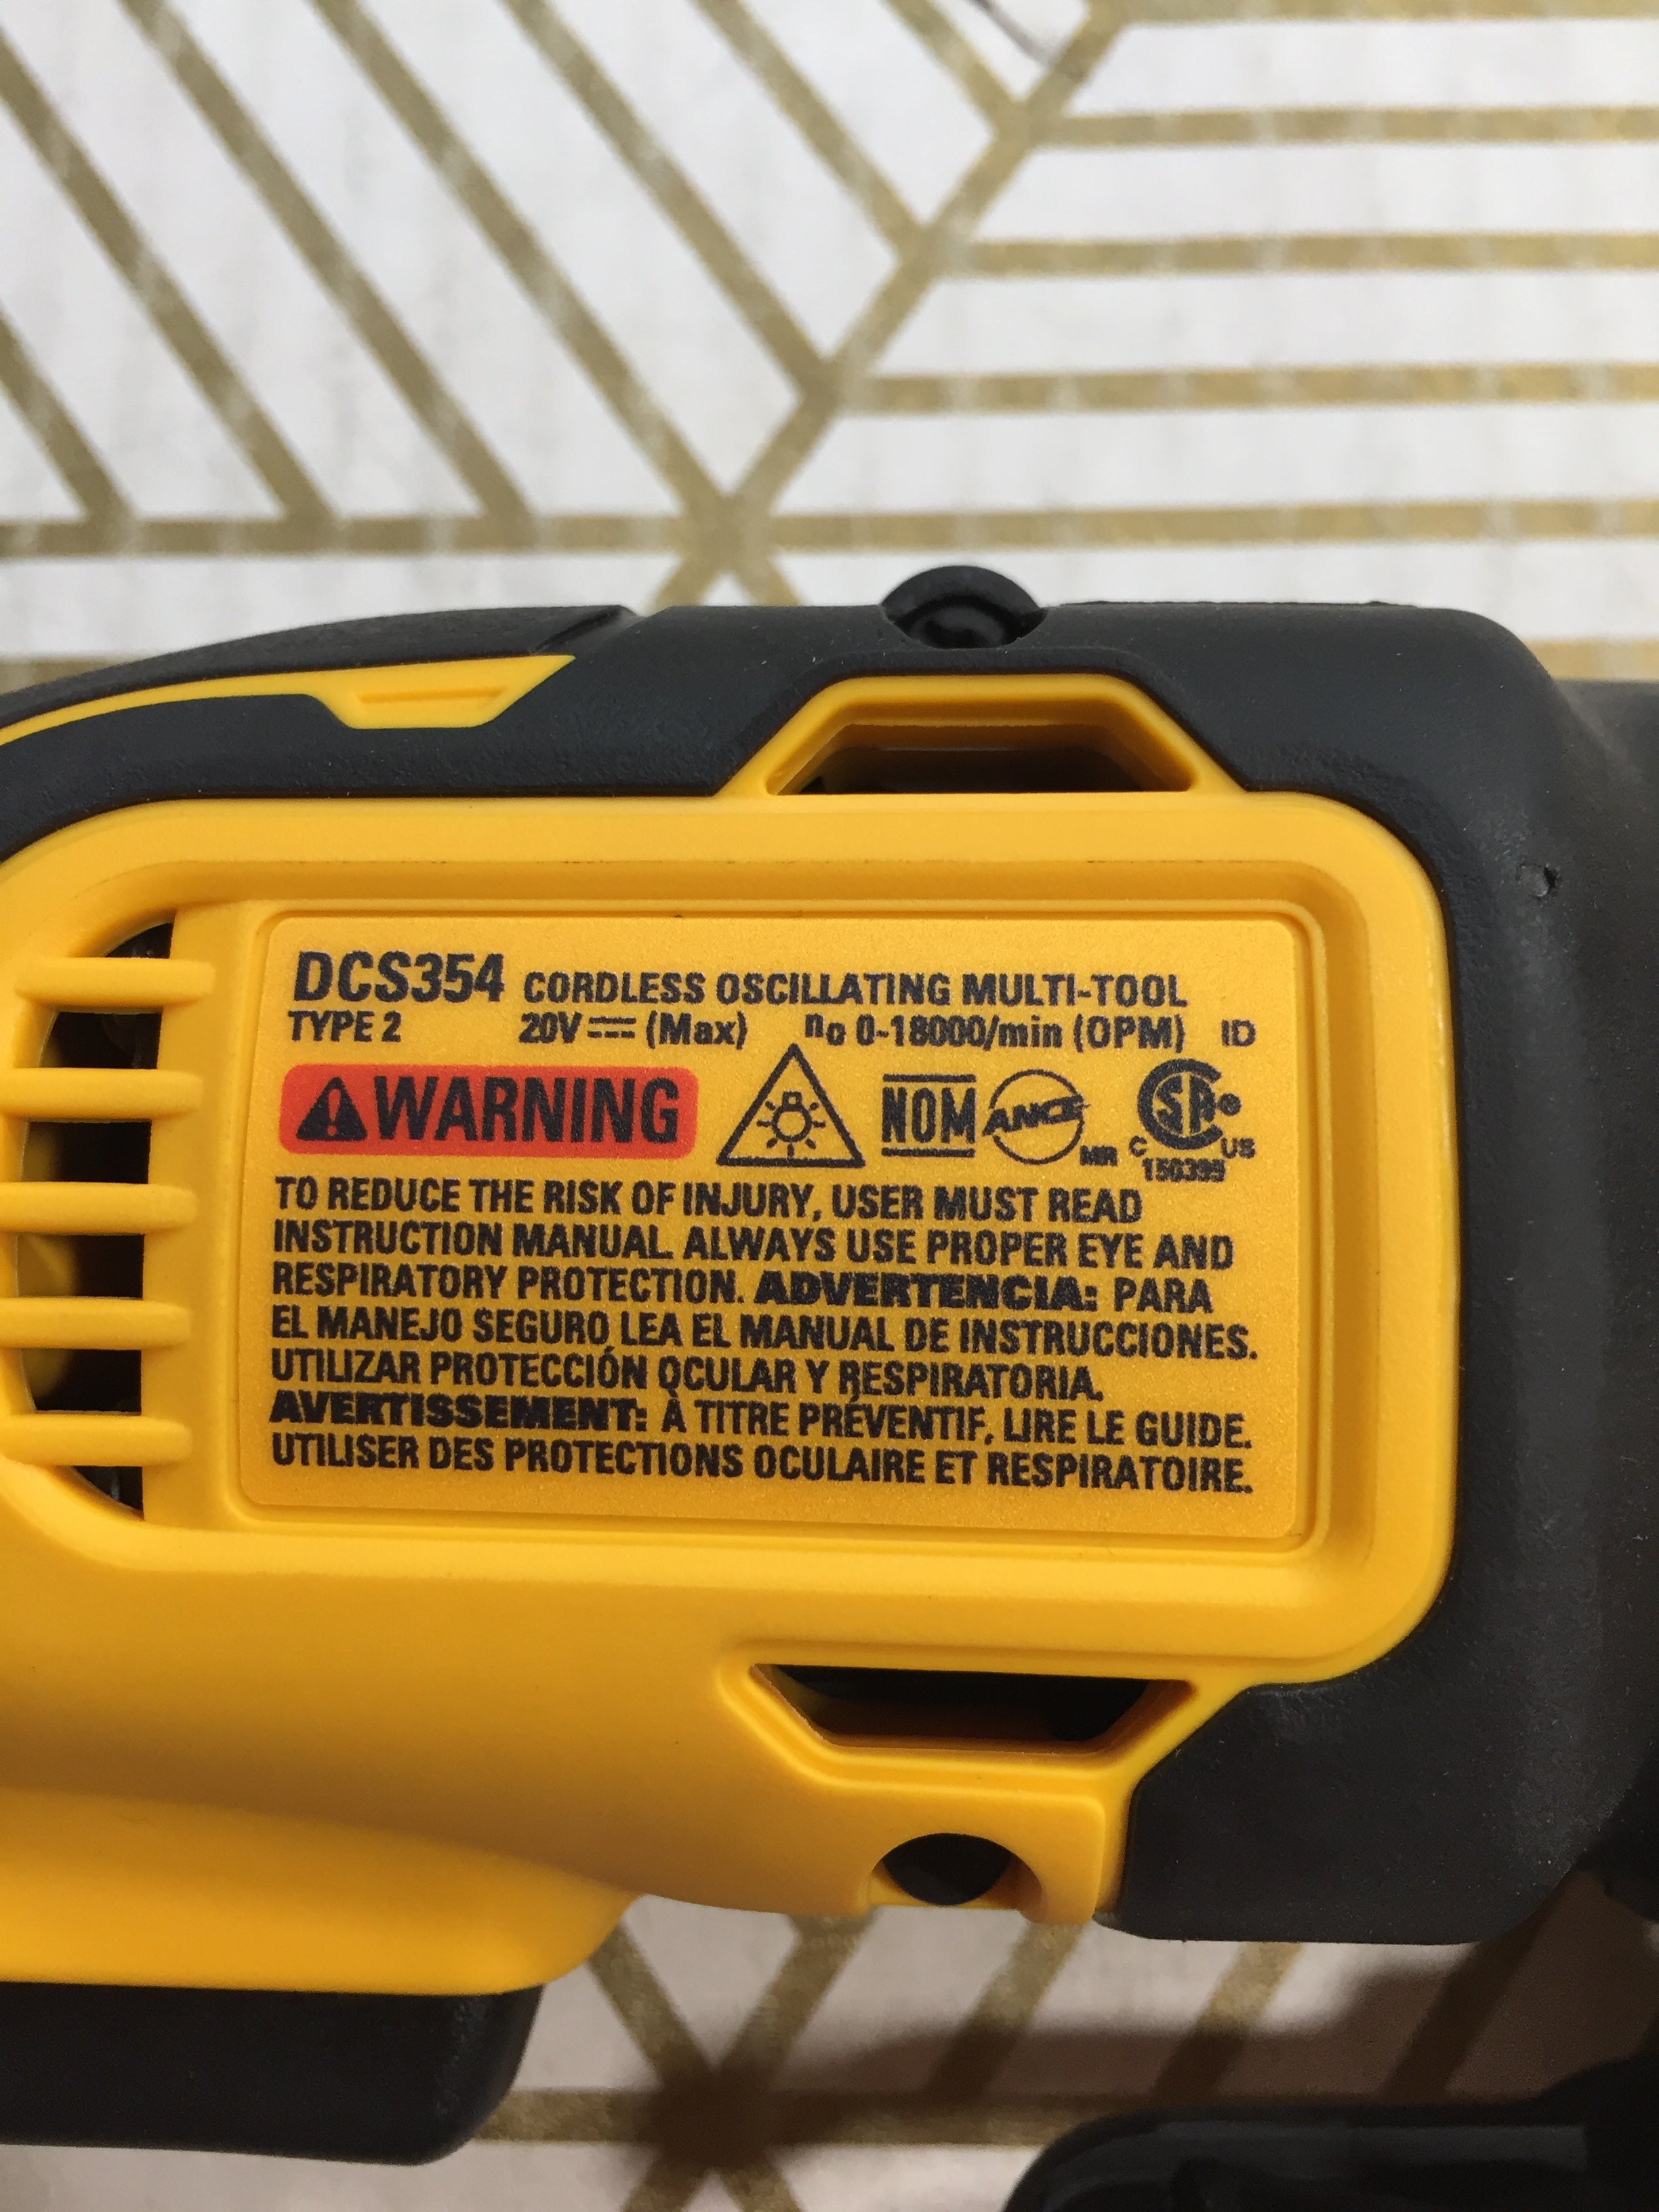 DCS354 CORDLESS OSCILLATING MULTI-TOOL
TYPE 2 20V⎓ (Max) n₀ 0-18000/min (OPM) ID
WARNING NOM ANCE MR C SA® C US
150399
TO REDUCE THE RISK OF INJURY, USER MUST READ
INSTRUCTION MANUAL. ALWAYS USE PROPER EYE AND
RESPIRATORY PROTECTION. ADVERTENCIA: PARA
EL MANEJO SEGURO LEA EL MANUAL DE INSTRUCCIONES.
UTILIZAR PROTECCIÓN OCULAR Y RESPIRATORIA.
AVERTISSEMENT: À TITRE PRÉVENTIF, LIRE LE GUIDE.
UTILISER DES PROTECTIONS OCULAIRE ET RESPIRATOIRE.